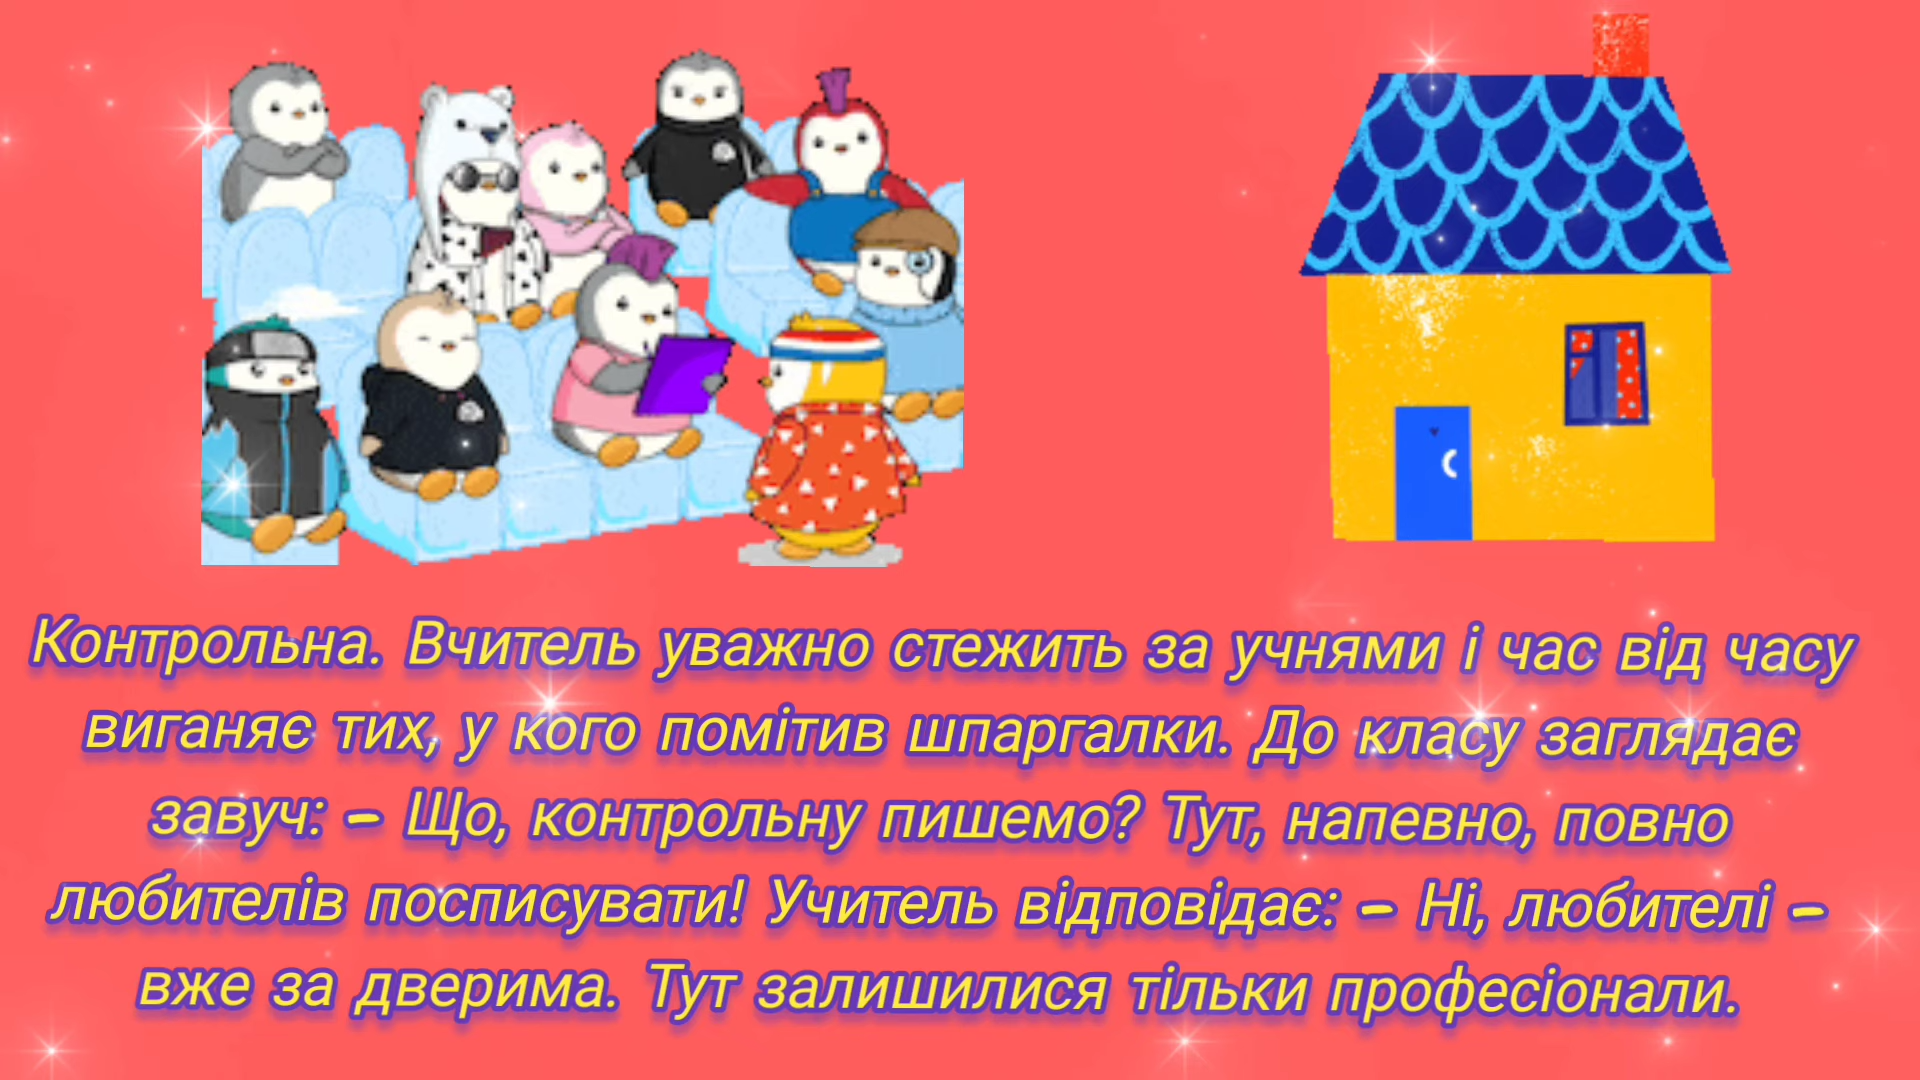 Контрольна. Вчитель уважно стежить за учнями і час від часу
виганяє тих, у кого помітив шпаргалки. До класу заглядає
завуч: – Що, контрольну пишемо? Тут, напевно, повно
любителів посписувати! Учитель відповідає: – Ні, любителі –
вже за дверима. Тут залишилися тільки професіонали.